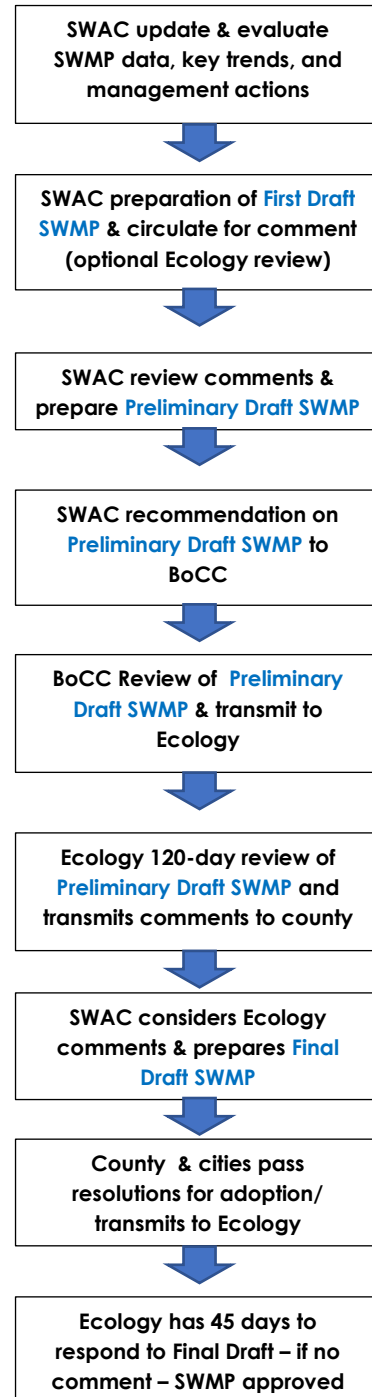 SWAC update & evaluate
SWMP data, key trends, and
management actions
SWAC preparation of First Draft
SWMP & circulate for comment
(optional Ecology review)
SWAC review comments &
prepare Preliminary Draft SWMP
SWAC recommendation on
Preliminary Draft SWMP to
BoCC
BoCC Review of  Preliminary
Draft SWMP & transmit to
Ecology
Ecology 120-day review of
Preliminary Draft SWMP and
transmits comments to county
SWAC considers Ecology
comments & prepares Final
Draft SWMP
County  & cities pass
resolutions for adoption/
transmits to Ecology
Ecology has 45 days to
respond to Final Draft – if no
comment – SWMP approved